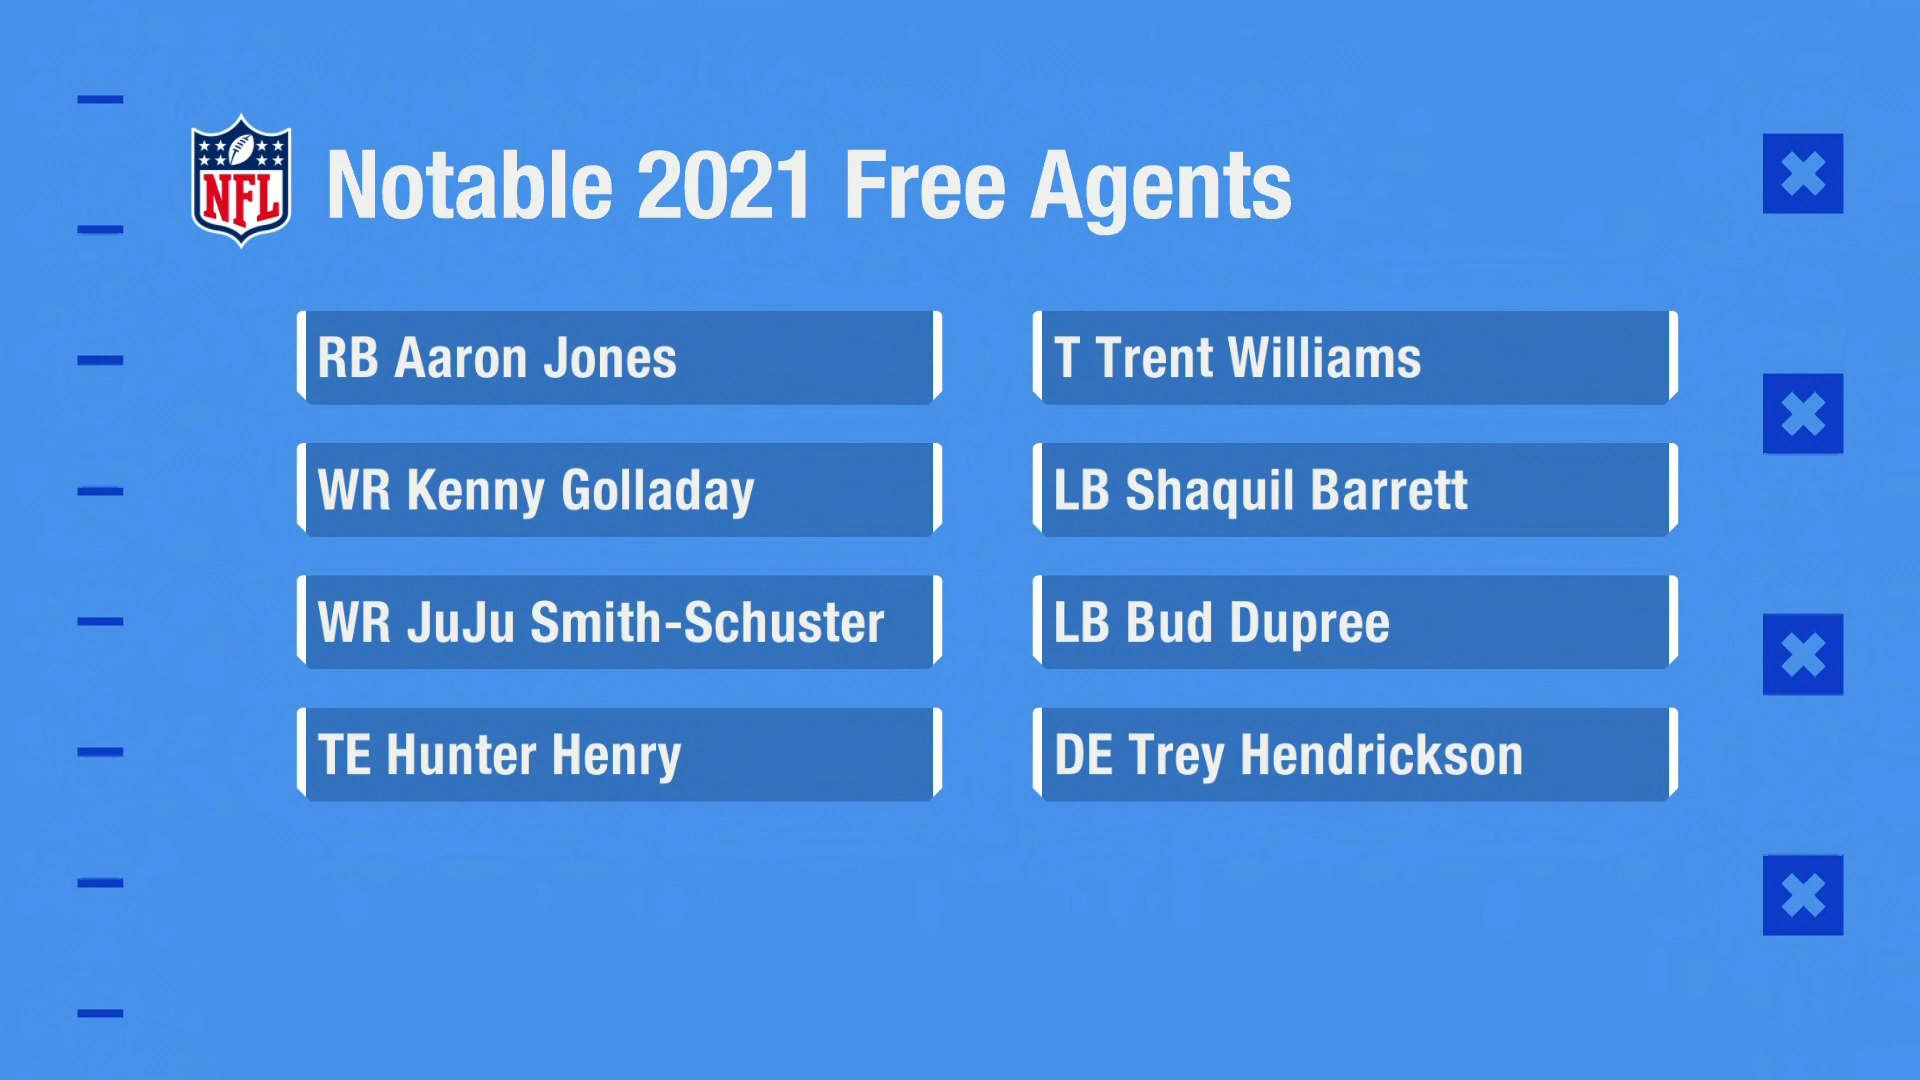 NFL
Notable 2021 Free Agents
RB Aaron Jones
WR Kenny Golladay
WR JuJu Smith-Schuster
TE Hunter Henry
T Trent Williams
LB Shaquil Barrett
LB Bud Dupree
DE Trey Hendrickson